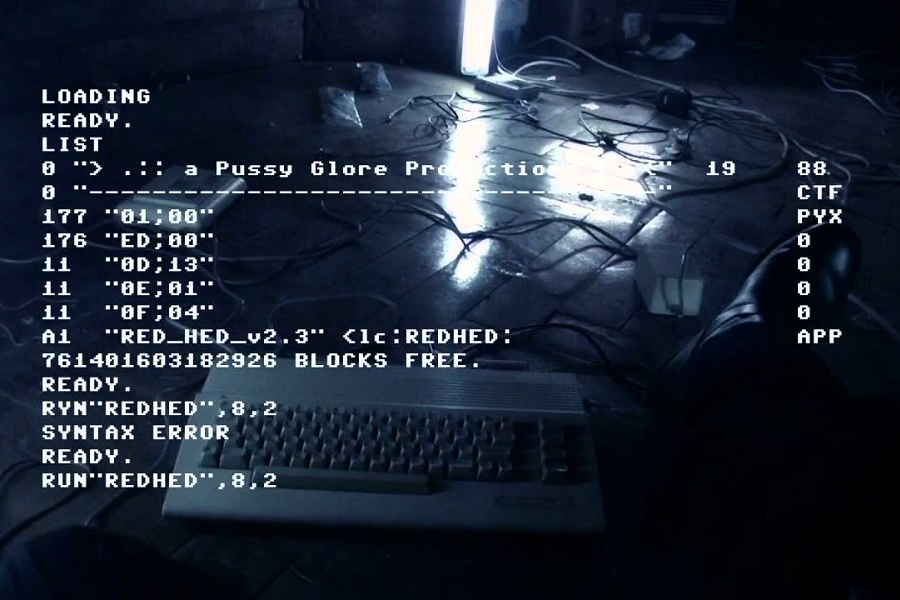 LOADING
READY.
LIST
0 "> .:: a Pussy Glore 19 88.
0 "-------------------------------------" CTF
177 "01;00" PYX
176 "ED;00" 0
11 "0D;13" 0
11 "0E;01" 0
11 "0F;04" 0
A1 "RED_HED_v2.3" <lc:REDHED: APP
761401603182926 BLOCKS FREE.
READY.
RYN"REDHED",8,2
SYNTAX ERROR
READY.
RUN"REDHED",8,2